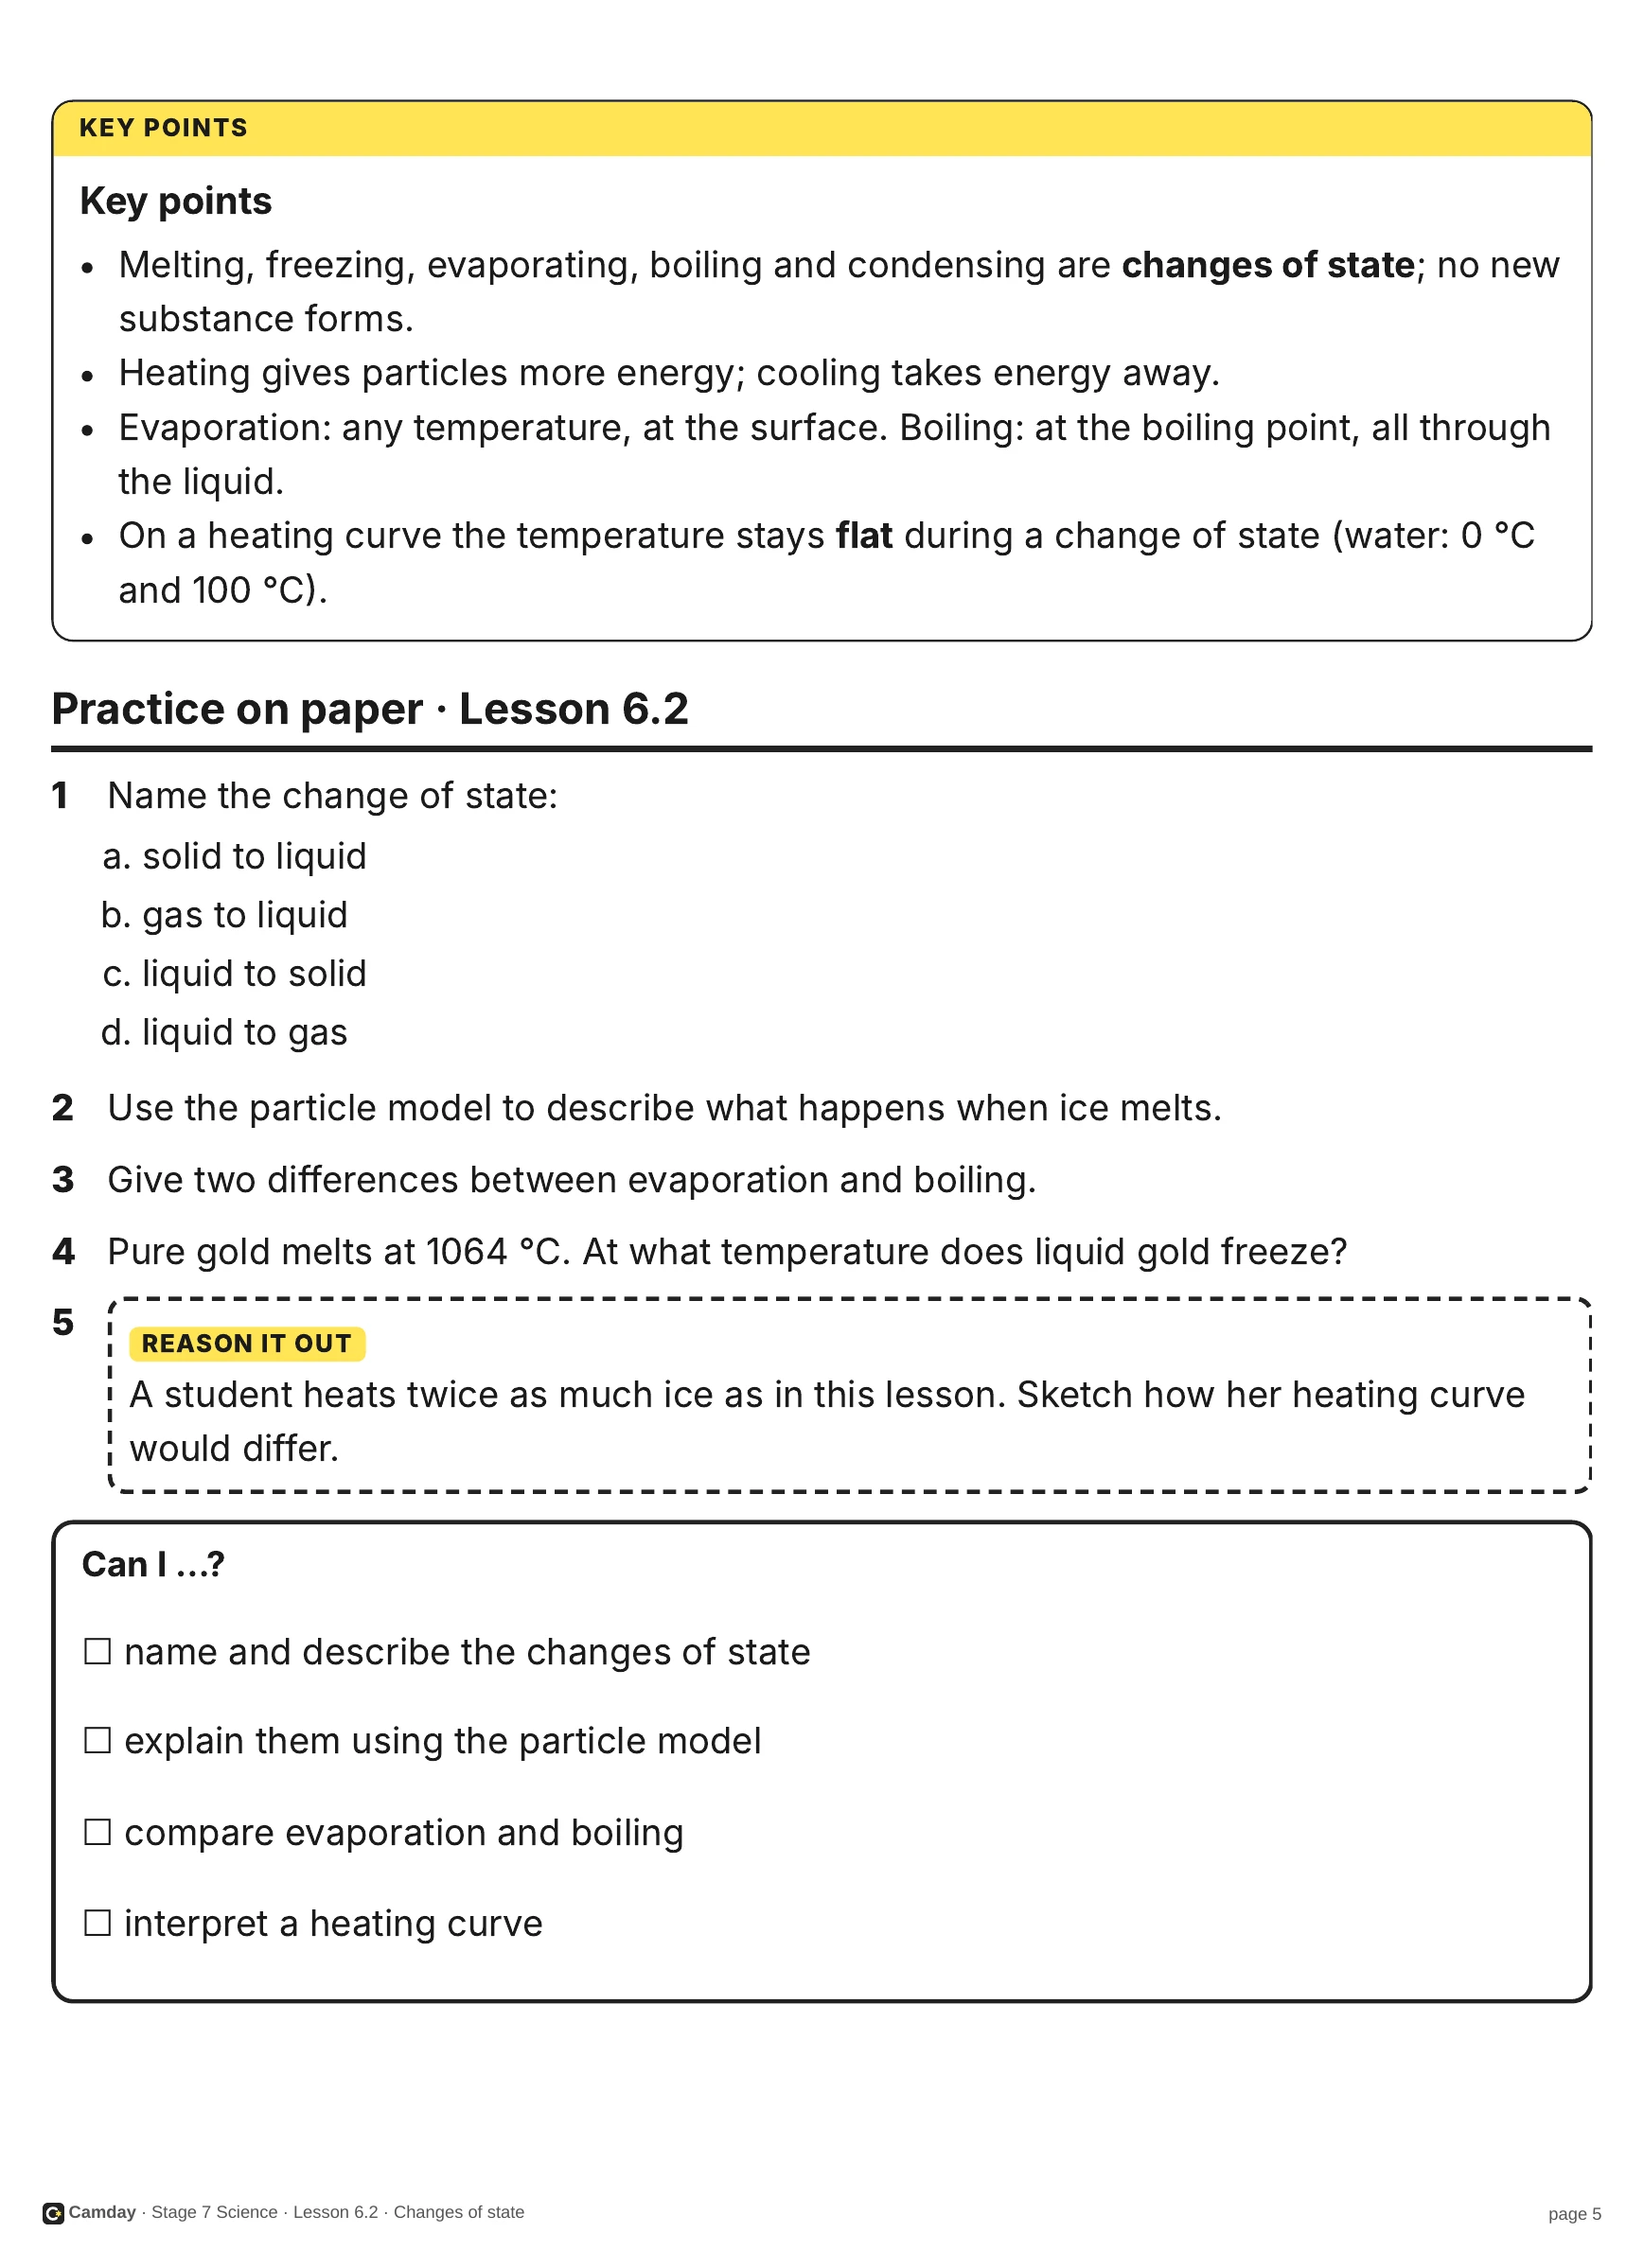 KEY POINTS
Key points
• Melting, freezing, evaporating, boiling and condensing are changes of state; no new
substance forms.
• Heating gives particles more energy; cooling takes energy away.
• Evaporation: any temperature, at the surface. Boiling: at the boiling point, all through
the liquid.
• On a heating curve the temperature stays flat during a change of state (water: 0 °C
and 100 °C).
Practice on paper · Lesson 6.2
1 Name the change of state:
a. solid to liquid
b. gas to liquid
c. liquid to solid
d. liquid to gas
2 Use the particle model to describe what happens when ice melts.
3 Give two differences between evaporation and boiling.
4 Pure gold melts at 1064 °C. At what temperature does liquid gold freeze?
5 REASON IT OUT
A student heats twice as much ice as in this lesson. Sketch how her heating curve
would differ.
Can I ...?
☐ name and describe the changes of state
☐ explain them using the particle model
☐ compare evaporation and boiling
☐ interpret a heating curve
Camday · Stage 7 Science · Lesson 6.2 · Changes of state page 5